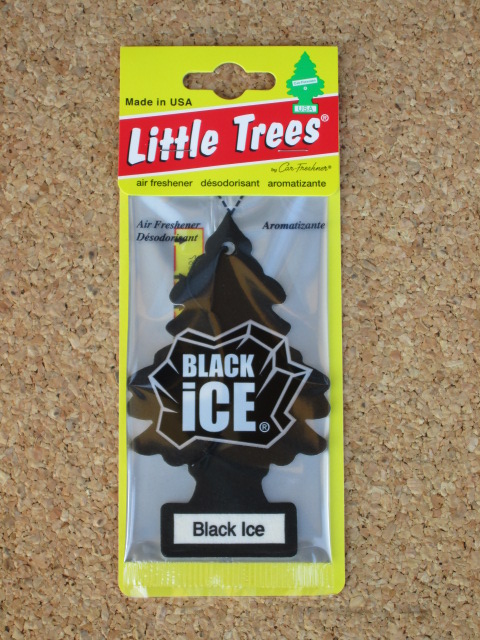 Made in USA
USA
Little Trees®
by Car-Freshner®
air freshener désodorisant aromatizante
Air Freshener Aromatizante
Désodorisant
BLACK
iCE®
Black Ice